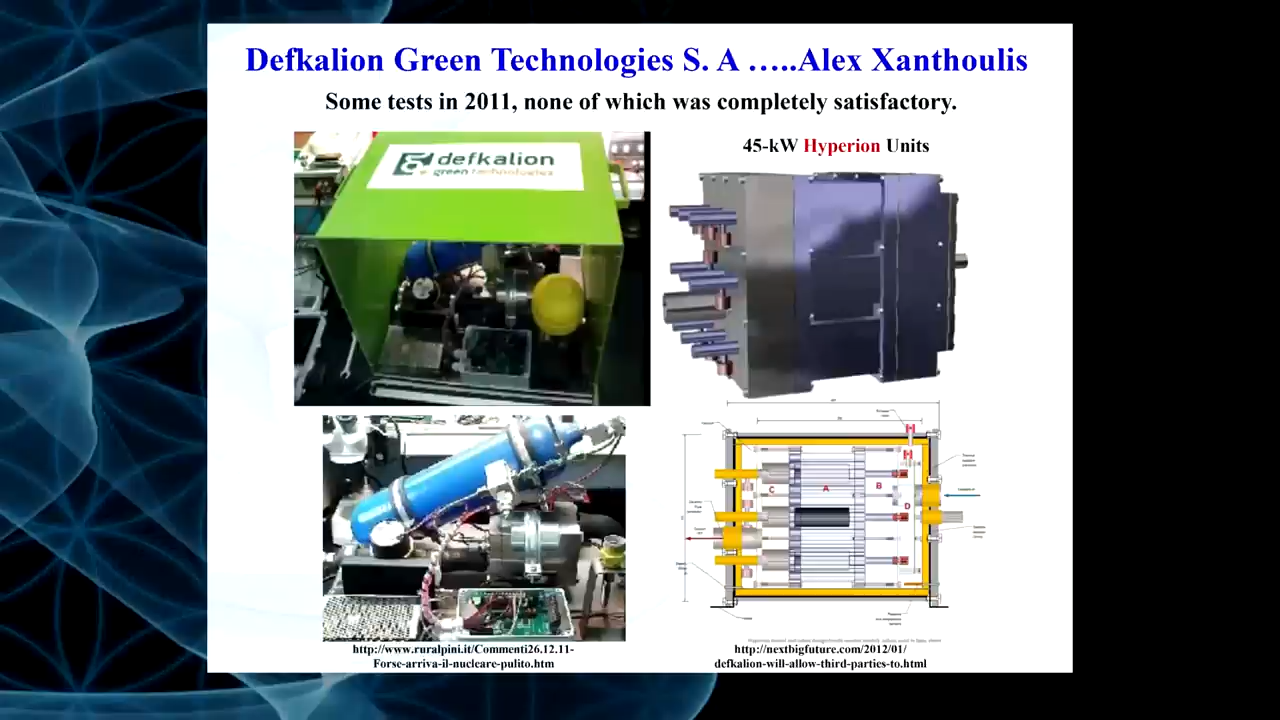 Defkalion Green Technologies S. A …..Alex Xanthoulis
Some tests in 2011, none of which was completely satisfactory.
defkalion
green technologies
45-kW Hyperion Units
A
B
C
D
http://www.ruralpini.it/Commenti26.12.11-
Forse-arriva-il-nucleare-pulito.htm
http://nextbigfuture.com/2012/01/
defkalion-will-allow-third-parties-to.html